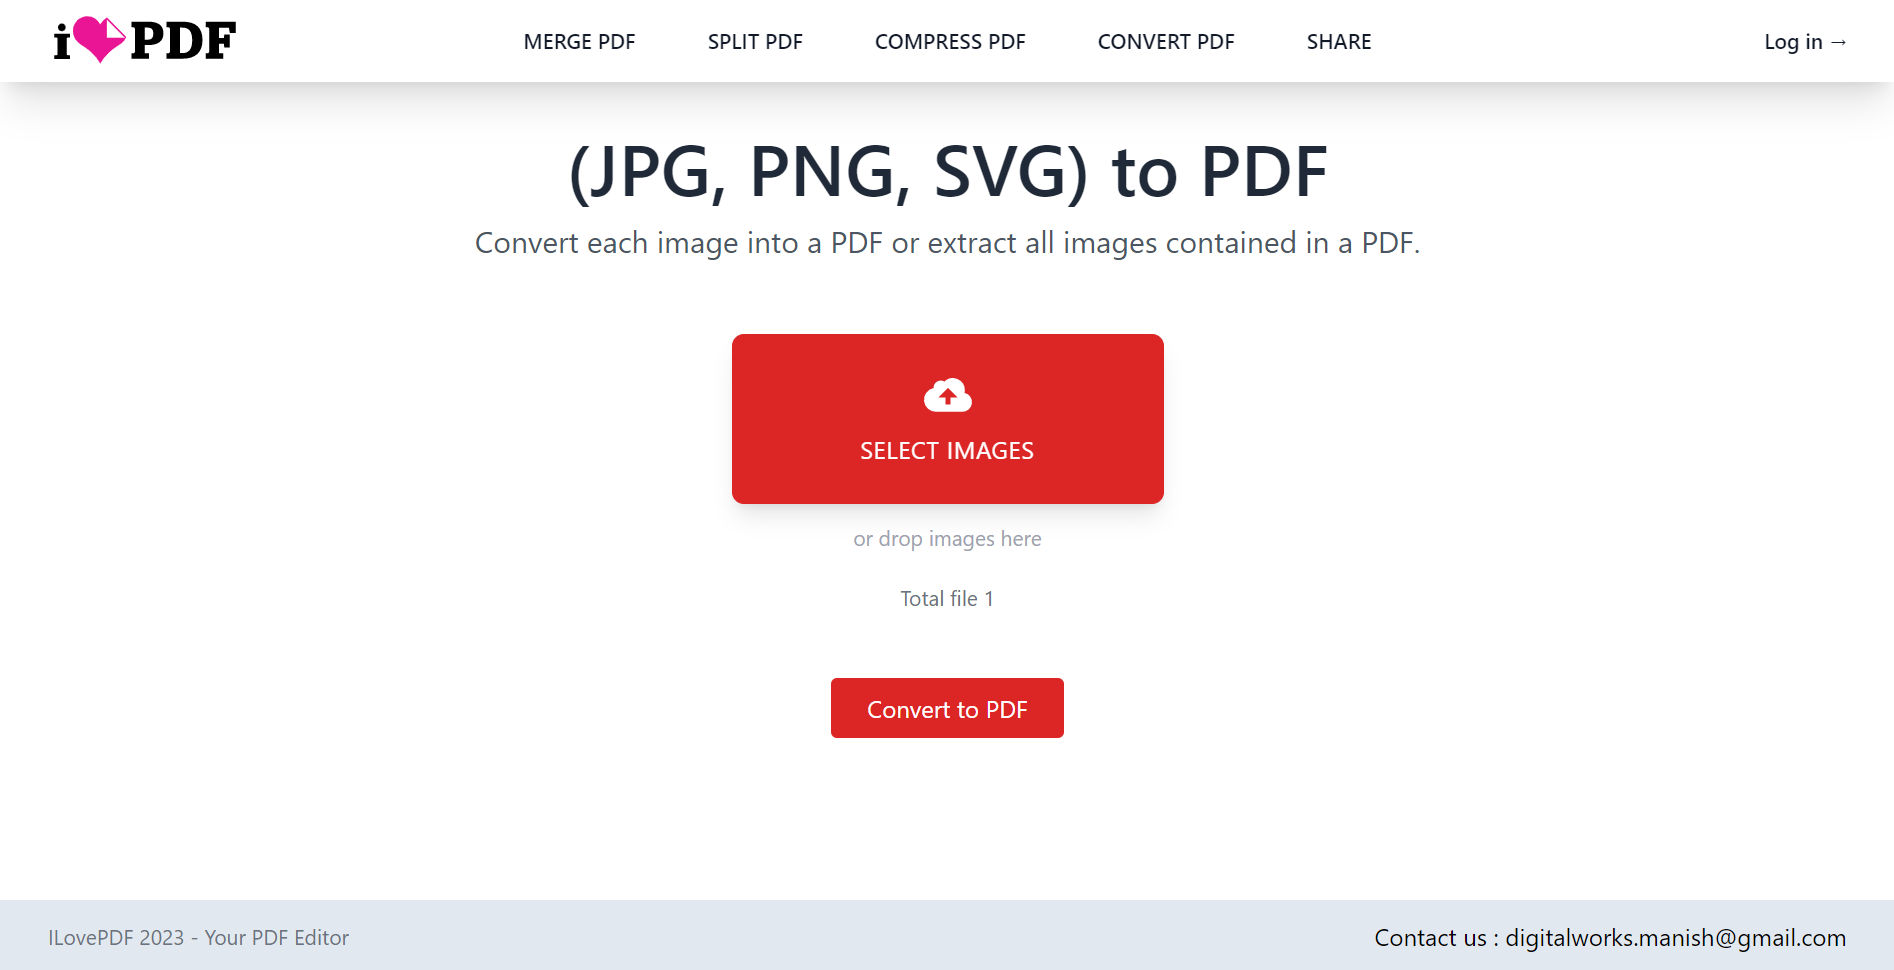 i PDF
MERGE PDF
SPLIT PDF
COMPRESS PDF
CONVERT PDF
SHARE
Log in →
(JPG, PNG, SVG) to PDF
Convert each image into a PDF or extract all images contained in a PDF.
SELECT IMAGES
or drop images here
Total file 1
Convert to PDF
ILovePDF 2023 - Your PDF Editor
Contact us : digitalworks.manish@gmail.com